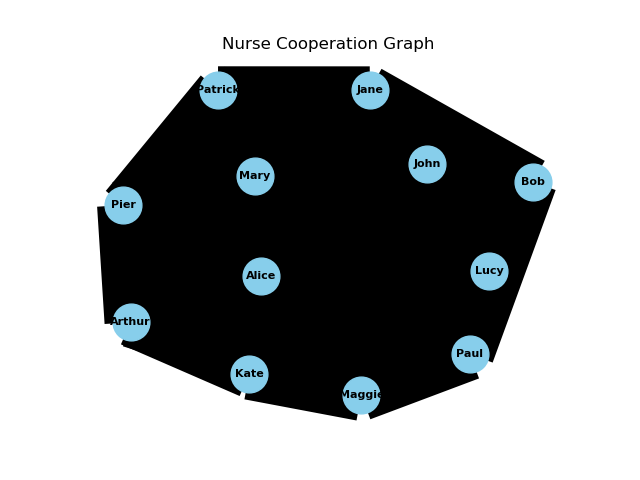 Nurse Cooperation Graph
Patrick
Jane
John
Mary
Bob
Pier
Lucy
Alice
Arthur
Paul
Kate
Maggie